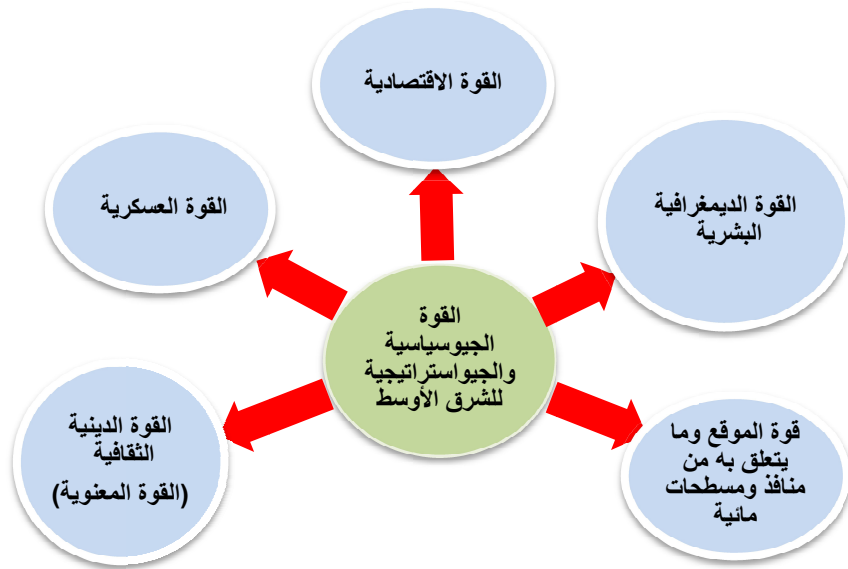 القوة الاقتصادية
القوة الديمغرافية
البشرية
القوة العسكرية
القوة
الجيوسياسية
والجيواستراتيجية
للشرق الأوسط
قوة الموقع وما
يتعلق به من
منافذ ومسطحات
مائية
القوة الدينية
الثقافية
(القوة المعنوية)